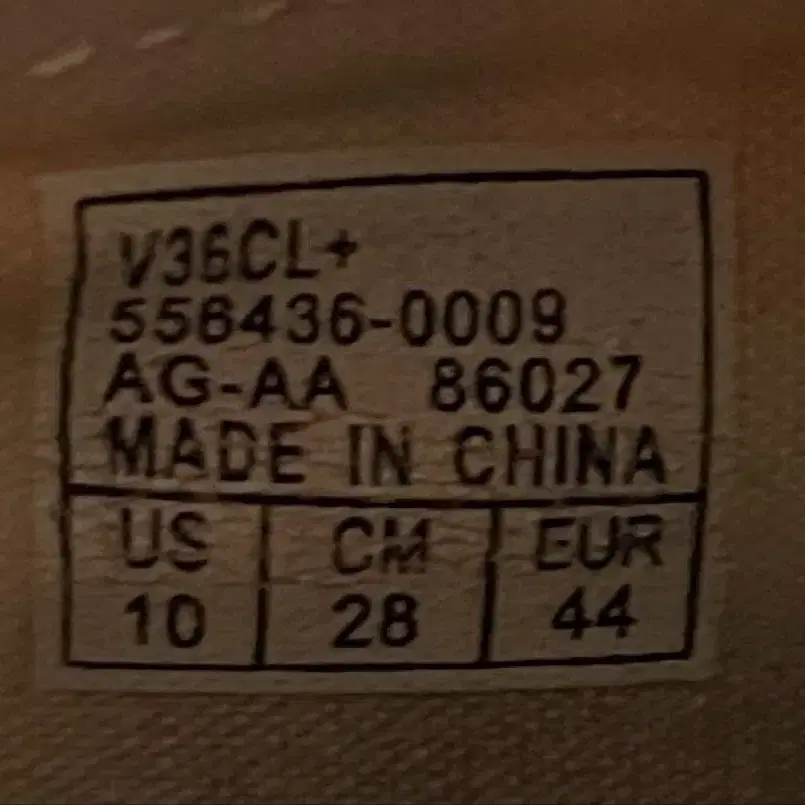 V36CL+
556436-0009
AG-AA 86027
MADE IN CHINA
US CM EUR
10 28 44